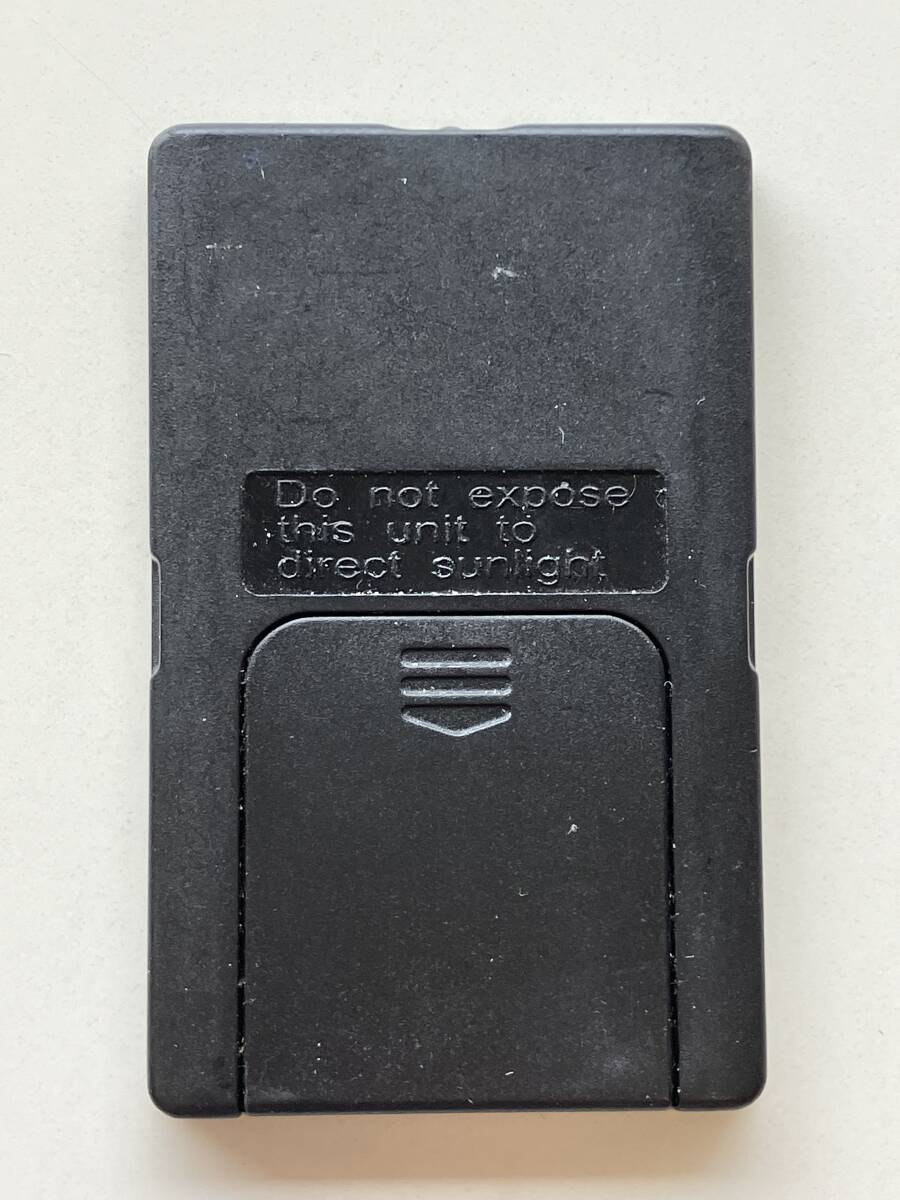 Do not expose
this unit to
direct sunlight